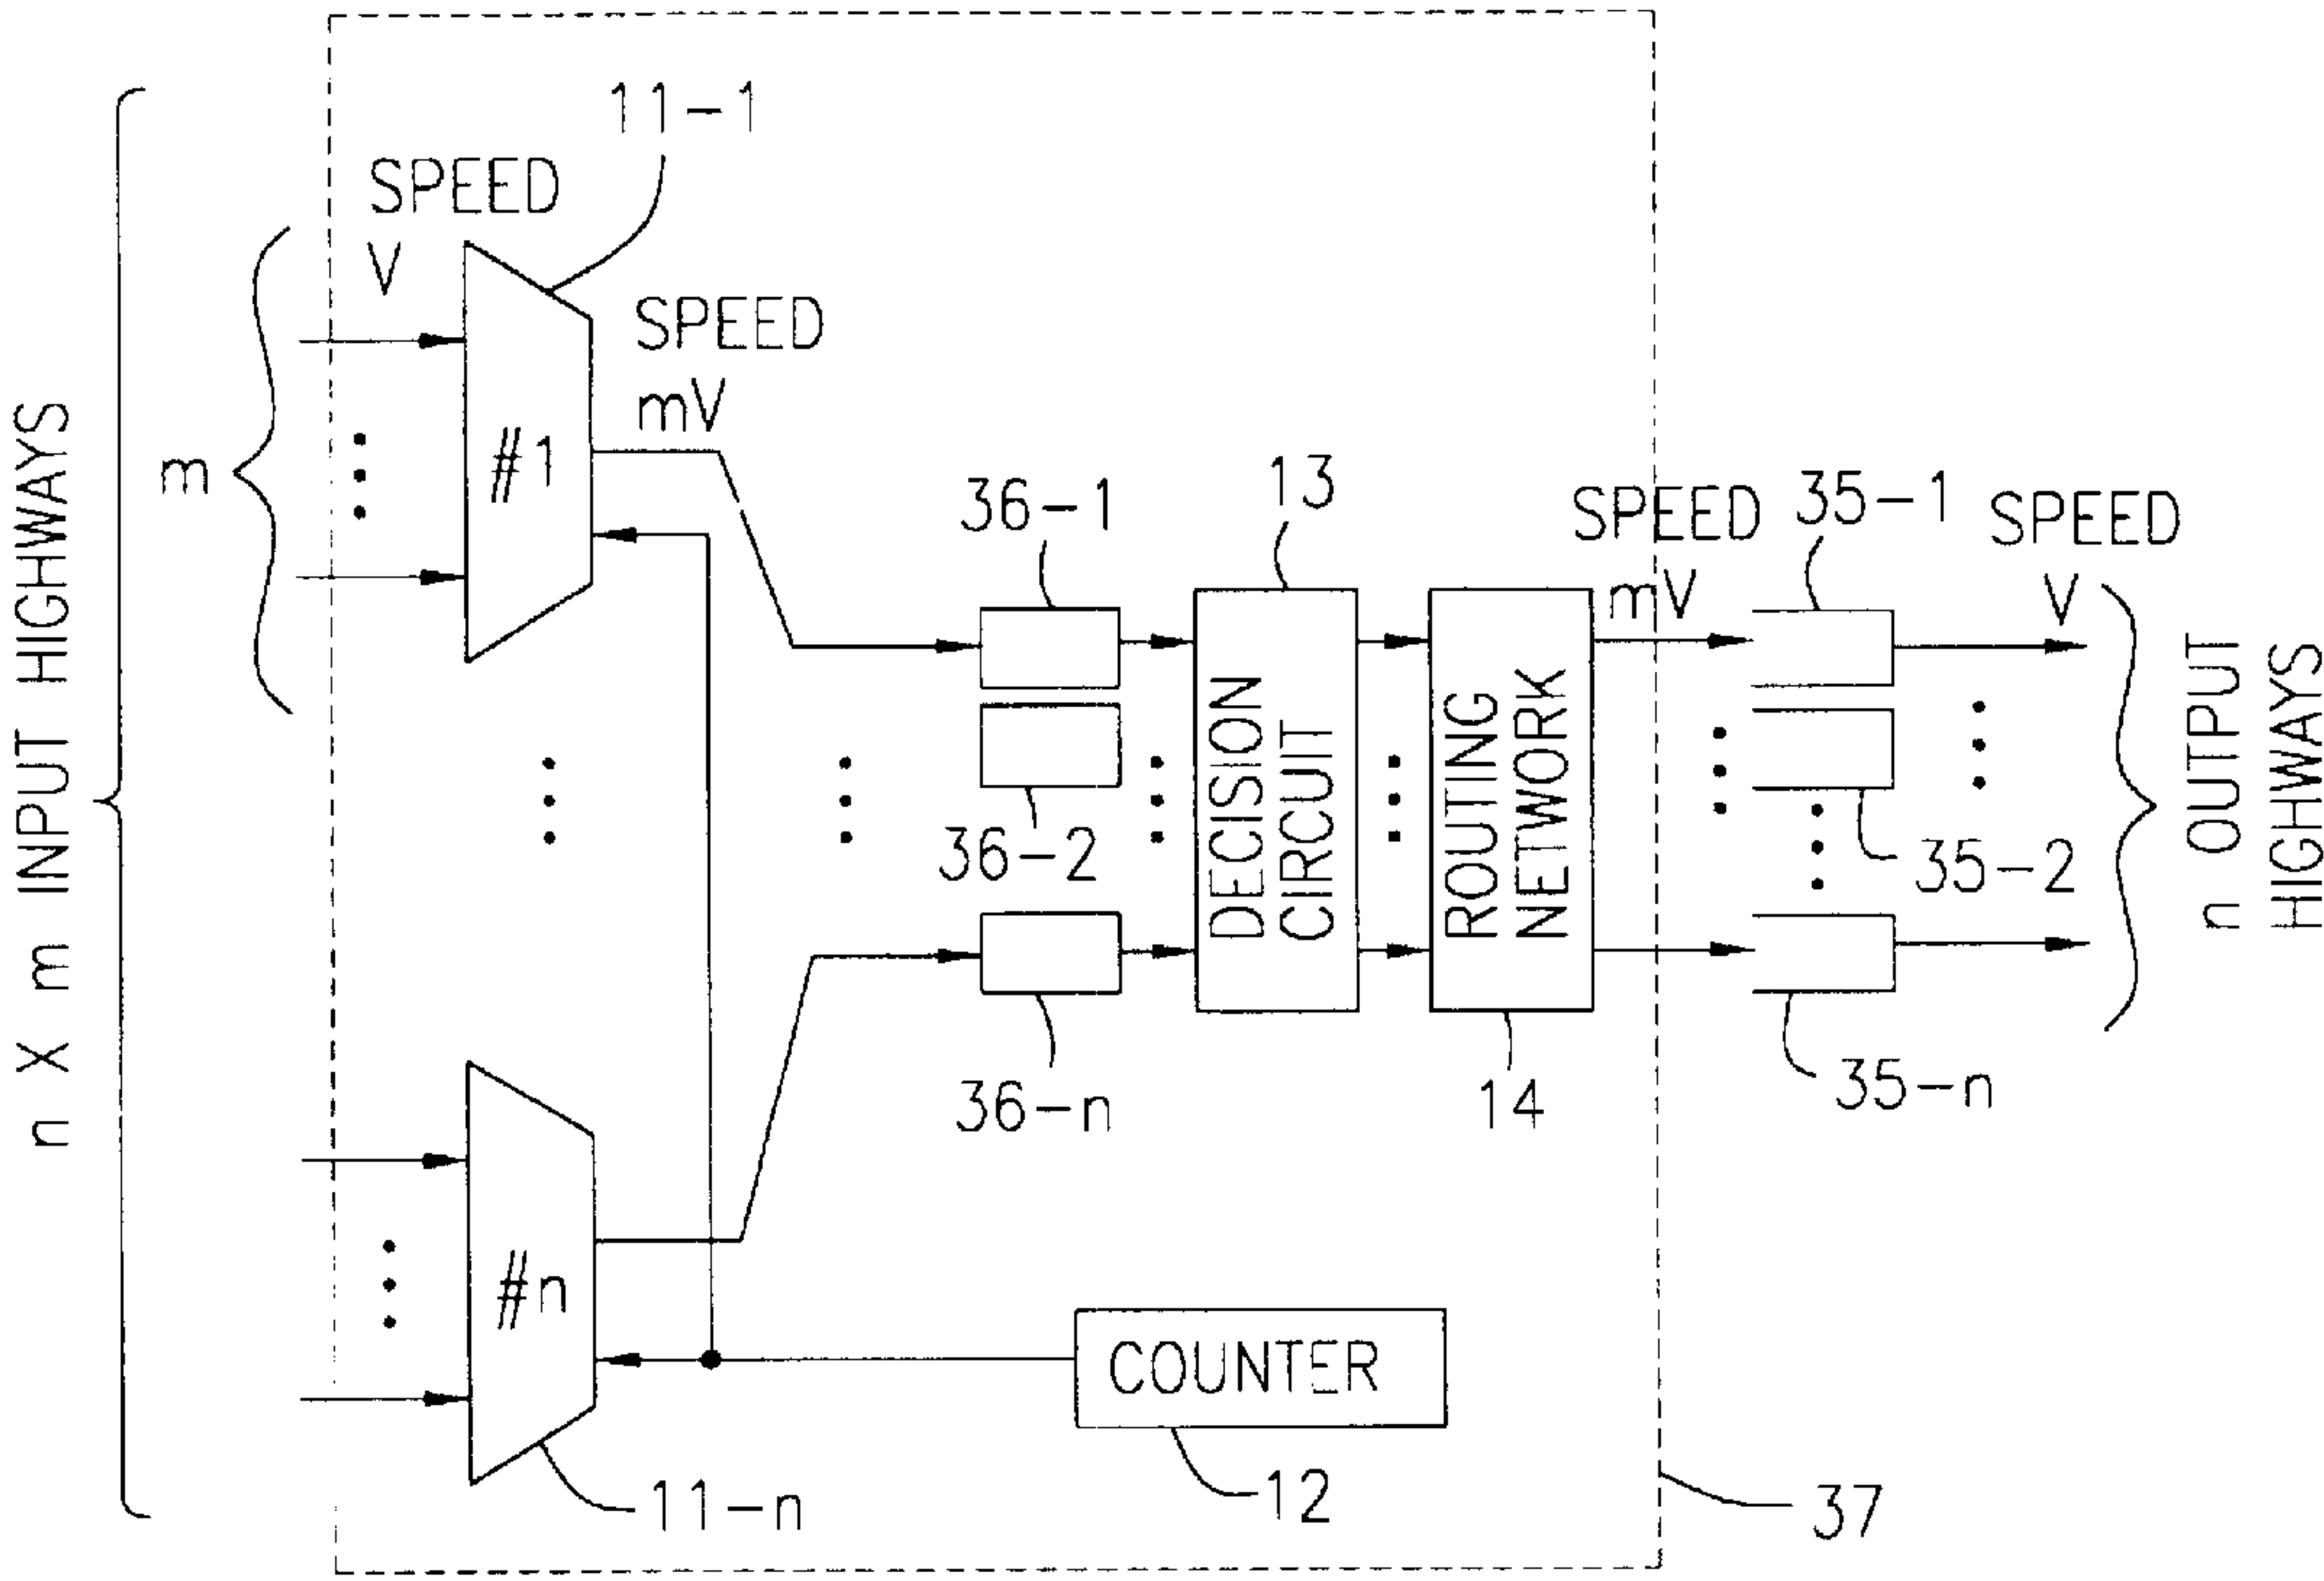 11-1
SPEED
V
SPEED
mV
m
#1
n X m INPUT HIGHWAYS
36-1
13
SPEED
mV
35-1
SPEED
V
36-2
DECISION
CIRCUIT
ROUTING
NETWORK
35-2
n OUTPUT
HIGHWAYS
36-n
14
35-n
#n
COUNTER
11-n
12
37